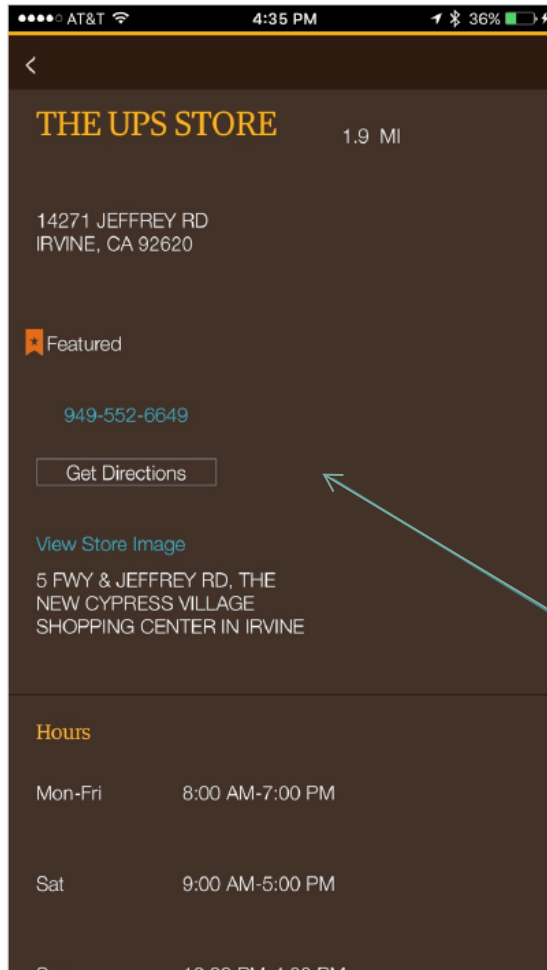 AT&T 4:35 PM 36%
THE UPS STORE 1.9 MI
14271 JEFFREY RD
IRVINE, CA 92620
Featured
949-552-6649
Get Directions
View Store Image
5 FWY & JEFFREY RD, THE
NEW CYPRESS VILLAGE
SHOPPING CENTER IN IRVINE
Hours
Mon-Fri 8:00 AM-7:00 PM
Sat 9:00 AM-5:00 PM